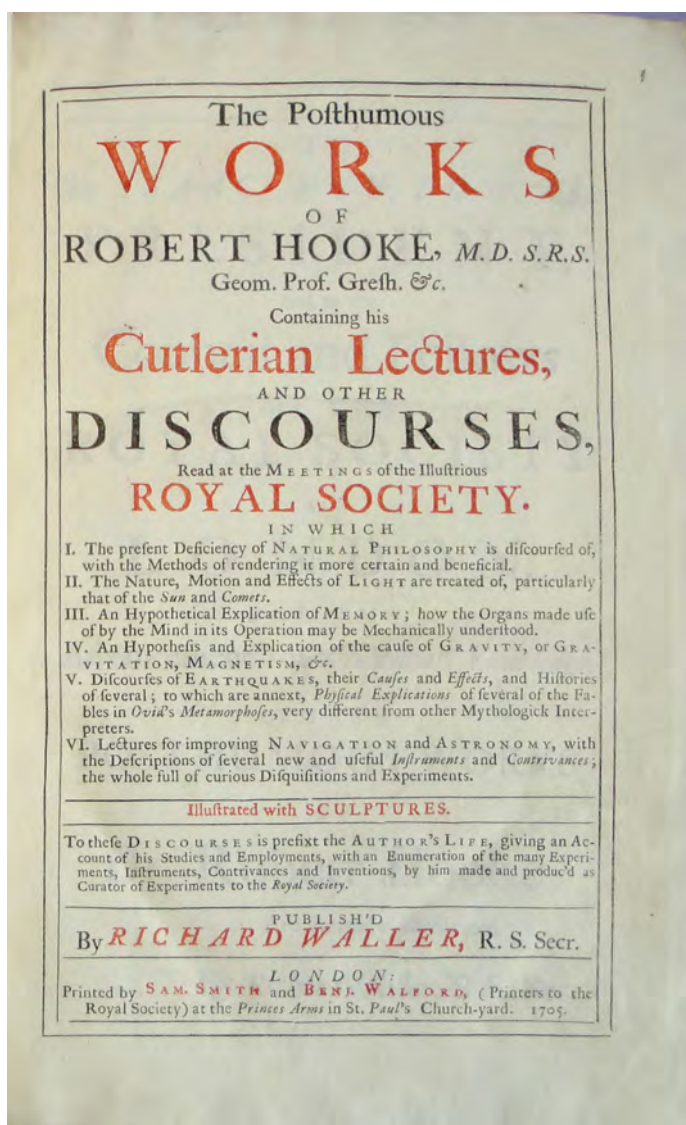 1
The Poſthumous
WORKS
OF
ROBERT HOOKE, M.D. S.R.S.
Geom. Prof. Greſh. &c.
Containing his
Cutlerian Lectures,
AND OTHER
DISCOURSES,
Read at the MEETINGS of the Illuſtrious
ROYAL SOCIETY.
IN WHICH
I. The preſent Deficiency of NATURAL PHILOSOPHY is diſcourſed of,
with the Methods of rendering it more certain and beneficial.
II. The Nature, Motion and Effects of LIGHT are treated of, particularly
that of the Sun and Comets.
III. An Hypothetical Explication of MEMORY; how the Organs made uſe
of by the Mind in its Operation may be Mechanically underſtood.
IV. An Hypotheſis and Explication of the cauſe of GRAVITY, or GRA-
VITATION, MAGNETISM, &c.
V. Diſcourſes of EARTHQUAKES, their Cauſes and Effects, and Hiſtories
of ſeveral; to which are annext, Phyſical Explications of ſeveral of the Fa-
bles in Ovid's Metamorphoſes, very different from other Mythologick Inter-
preters.
VI. Lectures for improving NAVIGATION and ASTRONOMY, with
the Deſcriptions of ſeveral new and uſeful Inſtruments and Contrivances;
the whole full of curious Diſquiſitions and Experiments.
Illuſtrated with SCULPTURES.
To theſe DISCOURSES is prefixt the AUTHOR's LIFE, giving an Ac-
count of his Studies and Employments, with an Enumeration of the many Experi-
ments, Inſtruments, Contrivances and Inventions, by him made and produc'd as
Curator of Experiments to the Royal Society.
PUBLISH'D
By RICHARD WALLER, R. S. Secr.
LONDON:
Printed by SAM. SMITH and BENJ. WALFORD, (Printers to the
Royal Society) at the Princes Arms in St. Paul's Church-yard. 1705.